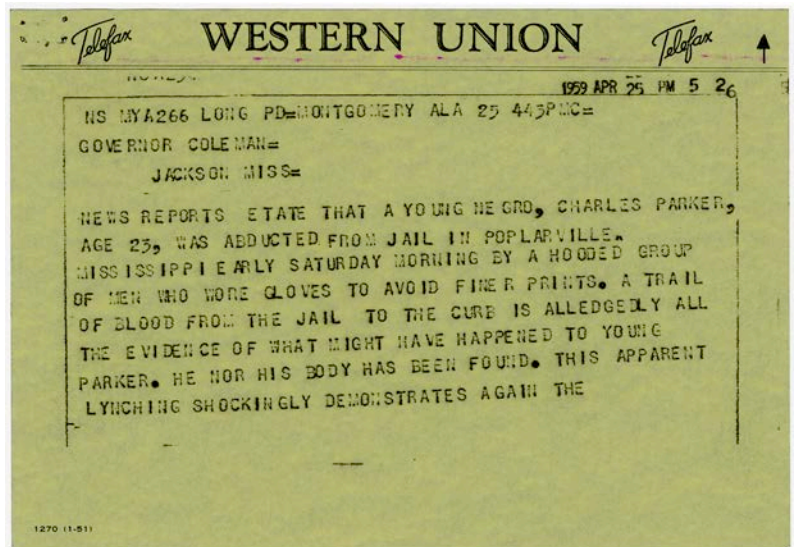 Telefax WESTERN UNION Telefax
1959 APR 25 PM 5 26
NS MYA266 LONG PD=MONTGOMERY ALA 25 443PMC=
GOVERNOR COLEMAN=
JACKSON MISS=
NEWS REPORTS ETATE THAT A YOUNG NEGRO, CHARLES PARKER,
AGE 23, WAS ABDUCTED FROM JAIL IN POPLARVILLE.
MISSISSIPPI EARLY SATURDAY MORNING BY A HOODED GROUP
OF MEN WHO WORE GLOVES TO AVOID FINER PRINTS. A TRAIL
OF BLOOD FROM THE JAIL TO THE CURB IS ALLEDGEDLY ALL
THE EVIDENCE OF WHAT MIGHT HAVE HAPPENED TO YOUNG
PARKER. HE NOR HIS BODY HAS BEEN FOUND. THIS APPARENT
LYNCHING SHOCKINGLY DEMONSTRATES AGAIN THE
1270 (1-51)